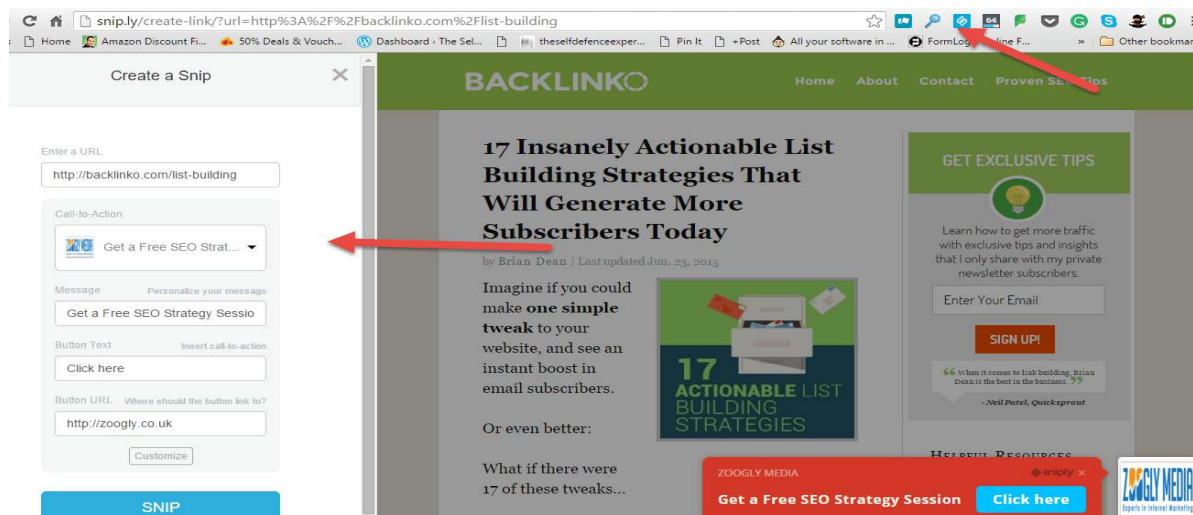 snip.ly/create-link/?url=http%3A%2F%2Fbacklinko.com%2Flist-building
Home Amazon Discount Fi... 50% Deals & Vouch... Dashboard ‹ The Sel... theselfdefenceexper... Pin It +Post All your software in ... Other bookmar
Create a Snip
Enter a URL
http://backlinko.com/list-building
Call-to-Action
Get a Free SEO Strat...
Message Personalize your message
Get a Free SEO Strategy Sessio
Button Text Insert call-to-action
Click here
Button URL Where should the button link to?
http://zoogly.co.uk
Customize
SNIP
BACKLINKO
Home About Contact Proven SEO Tips
17 Insanely Actionable List
Building Strategies That
Will Generate More
Subscribers Today
by Brian Dean | Last updated Jun. 23, 2015
Imagine if you could
make one simple
tweak to your
website, and see an
instant boost in
email subscribers.
Or even better:
What if there were
17 of these tweaks...
17
ACTIONABLE LIST
BUILDING
STRATEGIES
GET EXCLUSIVE TIPS
Learn how to get more traffic
with exclusive tips and insights
that I only share with my private
newsletter subscribers.
Enter Your Email
SIGN UP!
When it comes to link building, Brian
Dean is the best in the business.
- Neil Patel, Quicksprout
HELPFUL RESOURCES
ZOOGLY MEDIA
sniply ×
Get a Free SEO Strategy Session
Click here
ZOOGLY MEDIA
Experts in Internet Marketing